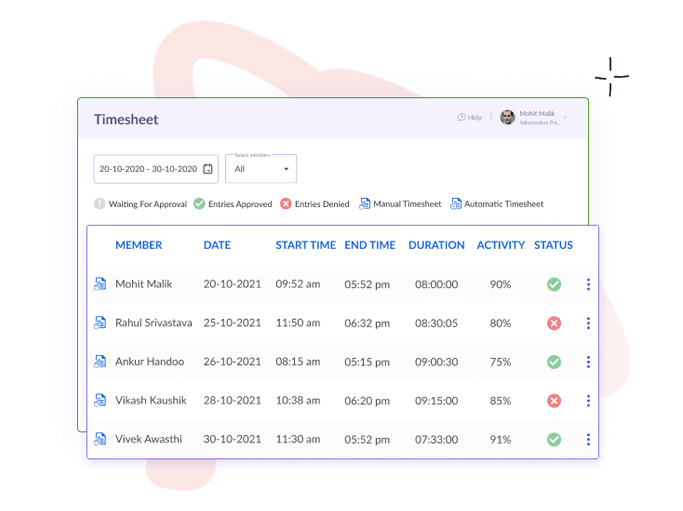 Timesheet
Help
Mohit Malik
Valumodern Pvt...
20-10-2020 - 30-10-2020
Select members
All
Waiting For Approval
Entries Approved
Entries Denied
Manual Timesheet
Automatic Timesheet
MEMBER DATE START TIME END TIME DURATION ACTIVITY STATUS
Mohit Malik 20-10-2021 09:52 am 05:52 pm 08:00:00 90%
Rahul Srivastava 25-10-2021 11:50 am 06:32 pm 08:30:05 80%
Ankur Handoo 26-10-2021 08:15 am 05:15 pm 09:00:30 75%
Vikash Kaushik 28-10-2021 10:38 am 06:20 pm 09:15:00 85%
Vivek Awasthi 30-10-2021 11:30 am 05:52 pm 07:33:00 91%